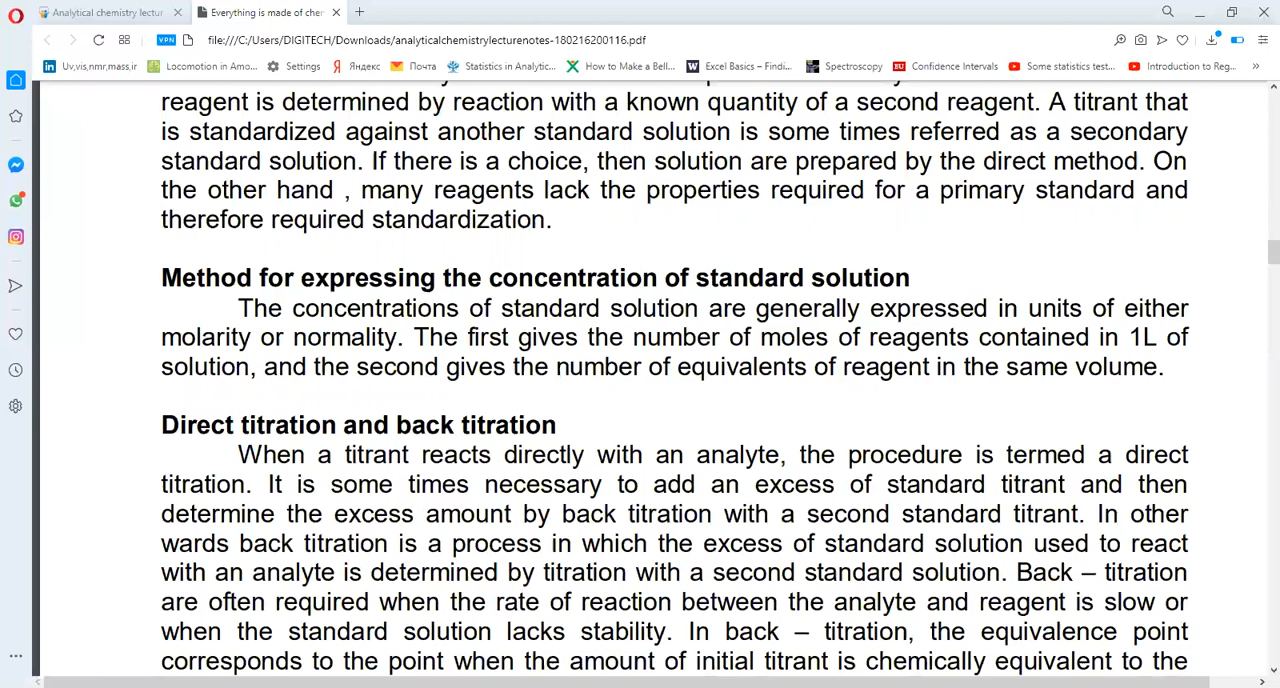 Analytical chemistry lectur
Everything is made of cher
VPN
file:///C:/Users/DIGITECH/Downloads/analyticalchemistrylecturenotes-180216200116.pdf
Uv,vis,nmr,mass,ir
Locomotion in Amo...
Settings
Яндекс
Почта
Statistics in Analytic...
How to Make a Bell...
Excel Basics – Findi...
Spectroscopy
Confidence Intervals
Some statistics test...
Introduction to Reg...
reagent is determined by reaction with a known quantity of a second reagent. A titrant that
is standardized against another standard solution is some times referred as a secondary
standard solution. If there is a choice, then solution are prepared by the direct method. On
the other hand , many reagents lack the properties required for a primary standard and
therefore required standardization.
Method for expressing the concentration of standard solution
The concentrations of standard solution are generally expressed in units of either
molarity or normality. The first gives the number of moles of reagents contained in 1L of
solution, and the second gives the number of equivalents of reagent in the same volume.
Direct titration and back titration
When a titrant reacts directly with an analyte, the procedure is termed a direct
titration. It is some times necessary to add an excess of standard titrant and then
determine the excess amount by back titration with a second standard titrant. In other
wards back titration is a process in which the excess of standard solution used to react
with an analyte is determined by titration with a second standard solution. Back – titration
are often required when the rate of reaction between the analyte and reagent is slow or
when the standard solution lacks stability. In back – titration, the equivalence point
corresponds to the point when the amount of initial titrant is chemically equivalent to the